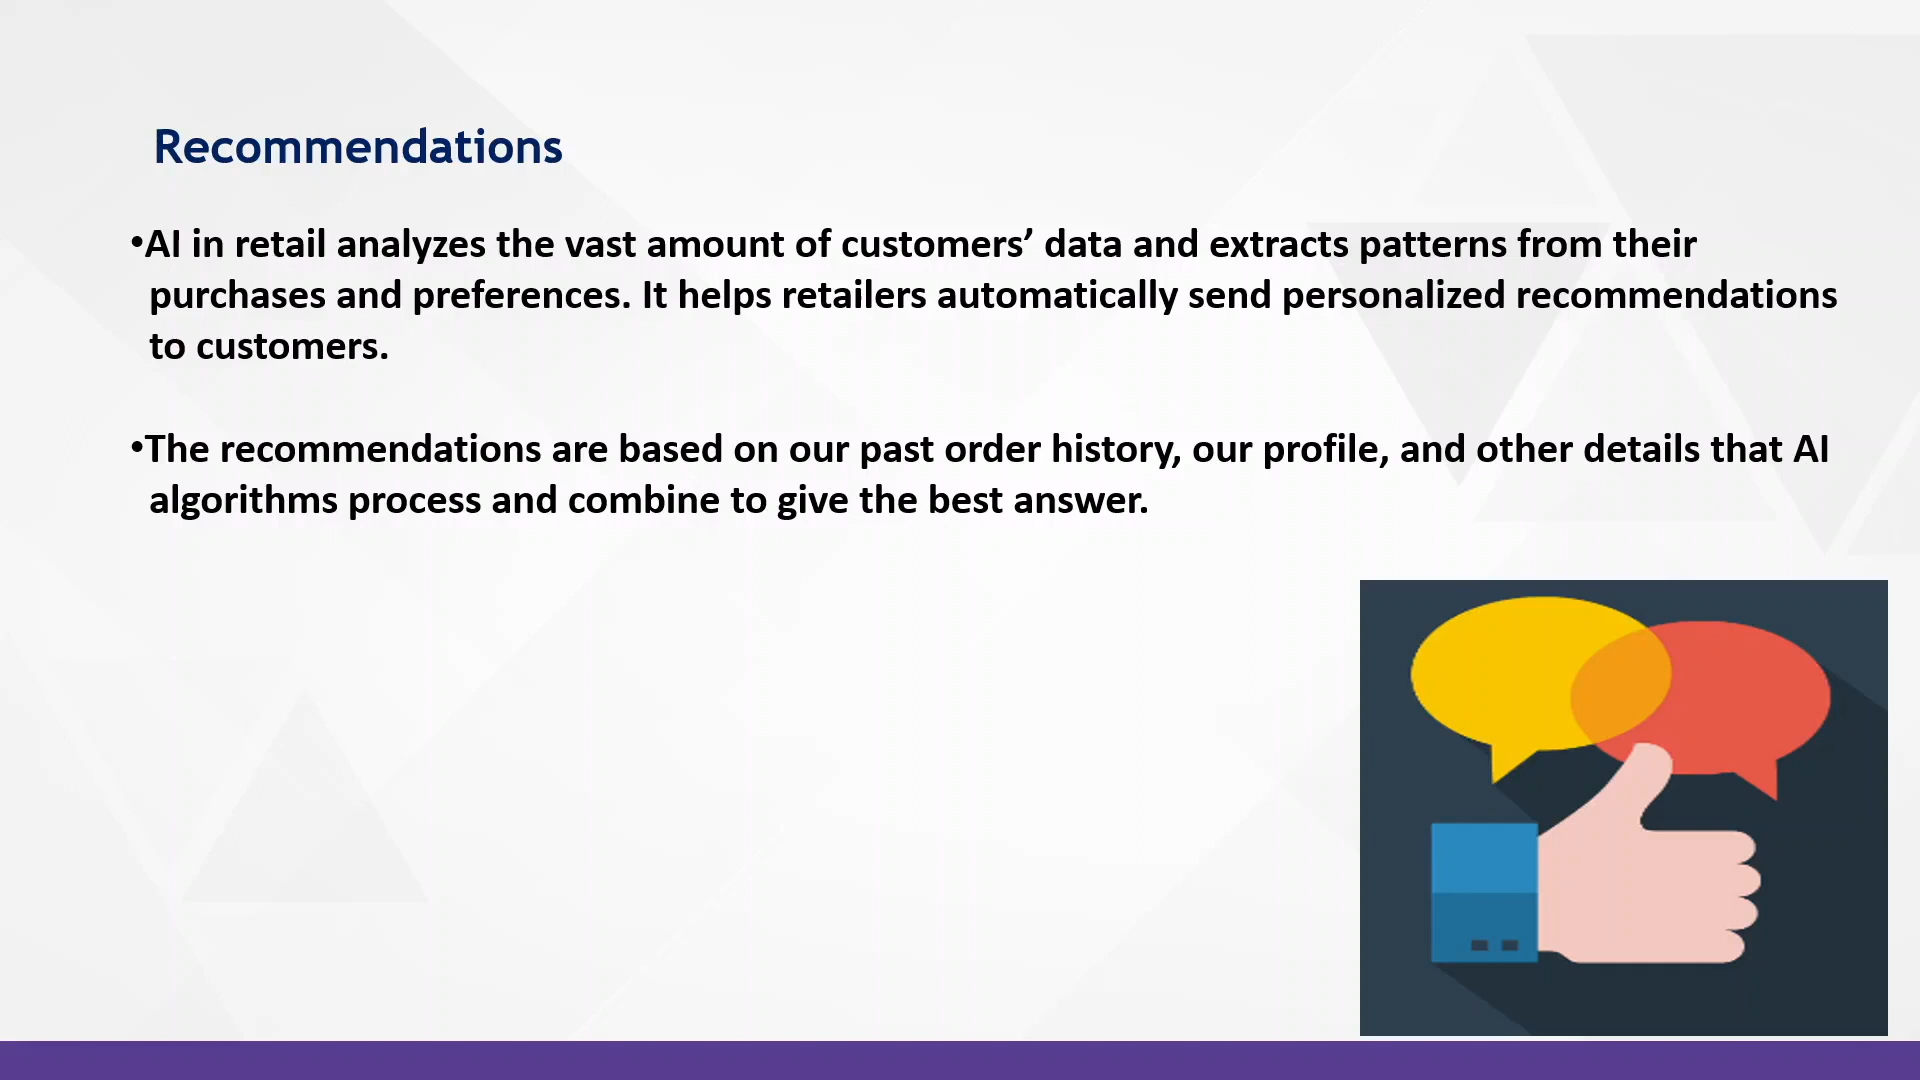 Recommendations
•AI in retail analyzes the vast amount of customers’ data and extracts patterns from their
purchases and preferences. It helps retailers automatically send personalized recommendations
to customers.
•The recommendations are based on our past order history, our profile, and other details that AI
algorithms process and combine to give the best answer.